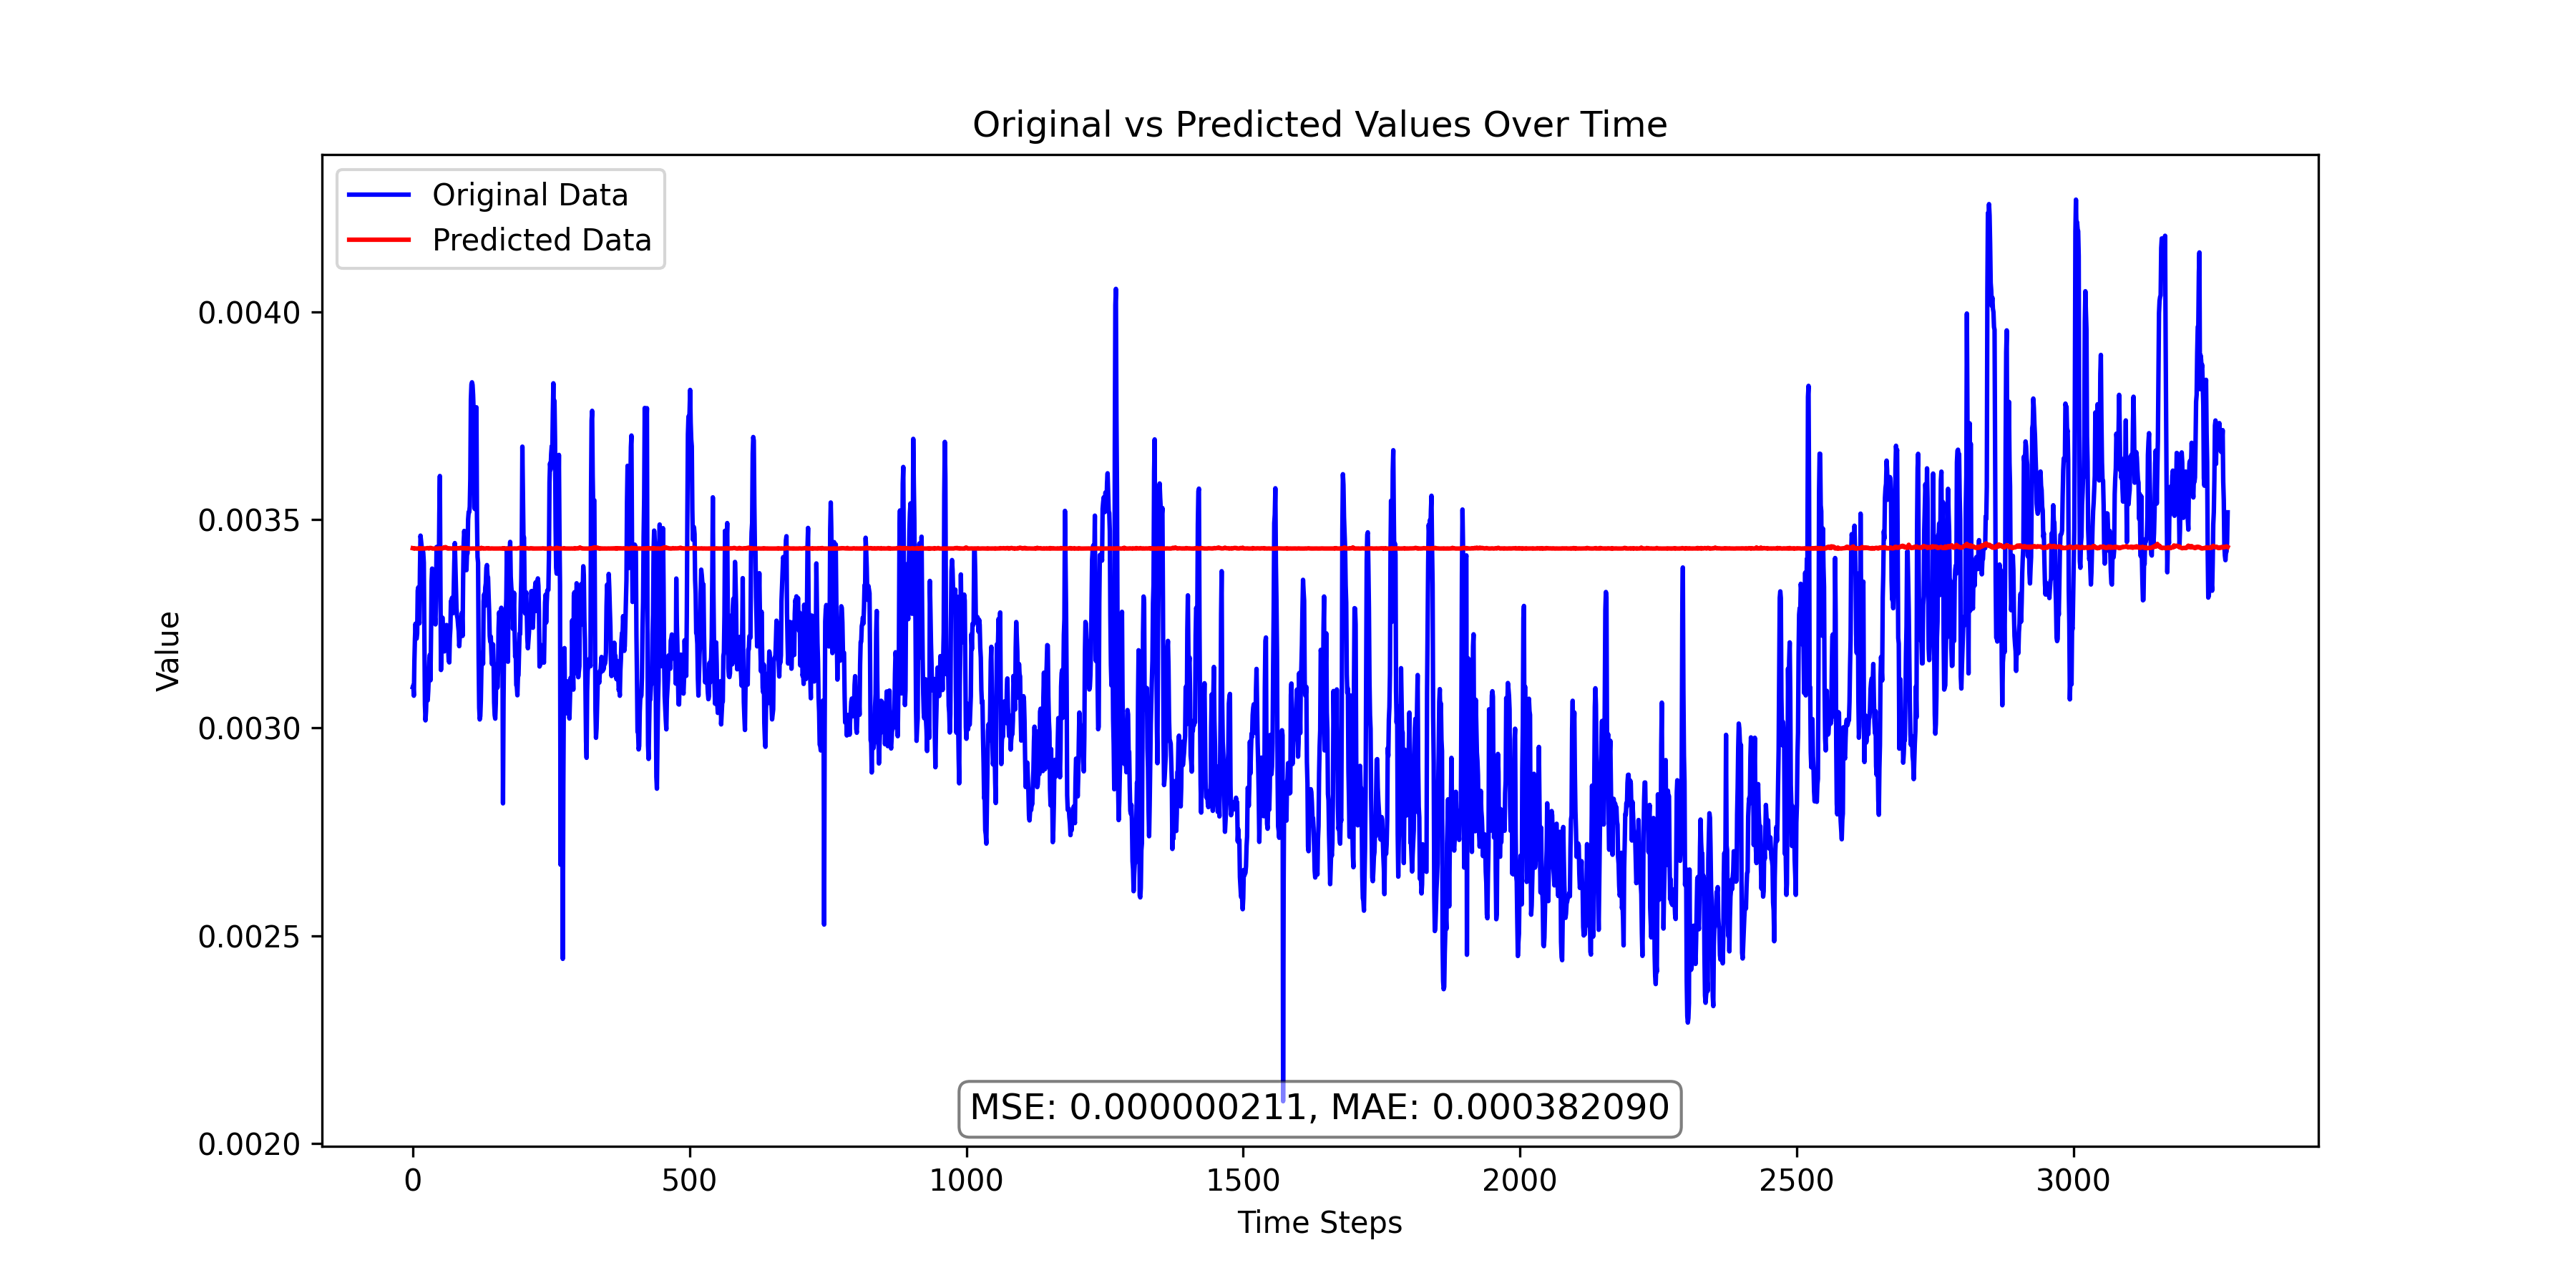 Original vs Predicted Values Over Time
Original Data
Predicted Data
0.0040
0.0035
0.0030
0.0025
0.0020
Value
MSE: 0.000000211, MAE: 0.000382090
0 500 1000 1500 2000 2500 3000
Time Steps